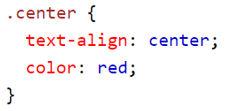 .center {
  text-align: center;
  color: red;
}